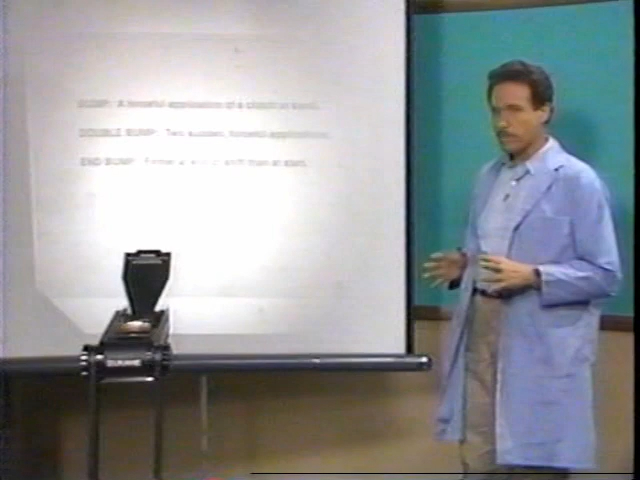 BUMP: A forceful application of a clutch or band.
DOUBLE BUMP: Two sudden, forceful applications.
END BUMP: Firmer shift than at start.